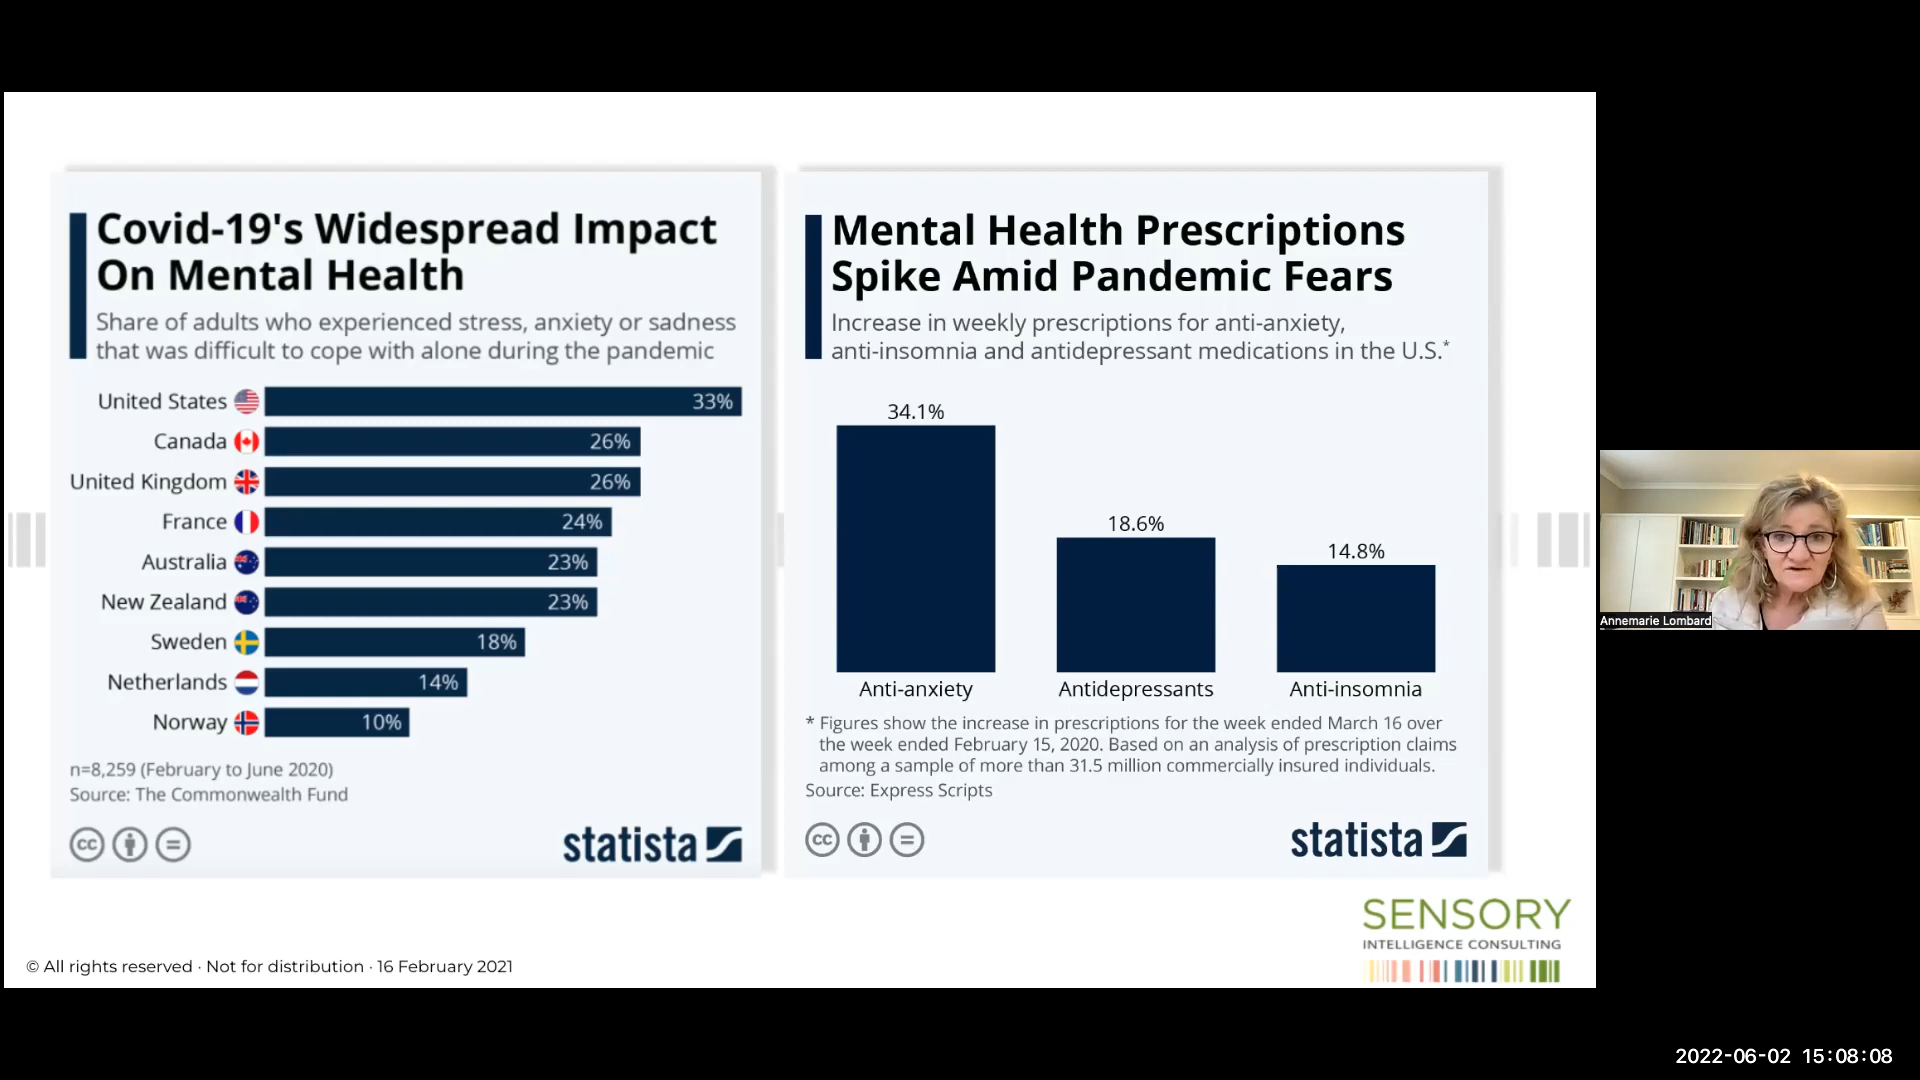 Covid-19's Widespread Impact
On Mental Health
Share of adults who experienced stress, anxiety or sadness
that was difficult to cope with alone during the pandemic
United States 33%
Canada 26%
United Kingdom 26%
France 24%
Australia 23%
New Zealand 23%
Sweden 18%
Netherlands 14%
Norway 10%
n=8,259 (February to June 2020)
Source: The Commonwealth Fund
cc
statista
Mental Health Prescriptions
Spike Amid Pandemic Fears
Increase in weekly prescriptions for anti-anxiety,
anti-insomnia and antidepressant medications in the U.S.*
34.1%
18.6%
14.8%
Anti-anxiety
Antidepressants
Anti-insomnia
* Figures show the increase in prescriptions for the week ended March 16 over
the week ended February 15, 2020. Based on an analysis of prescription claims
among a sample of more than 31.5 million commercially insured individuals.
Source: Express Scripts
cc
statista
SENSORY
INTELLIGENCE CONSULTING
© All rights reserved · Not for distribution · 16 February 2021
Annemarie Lombard
2022-06-02 15:08:08